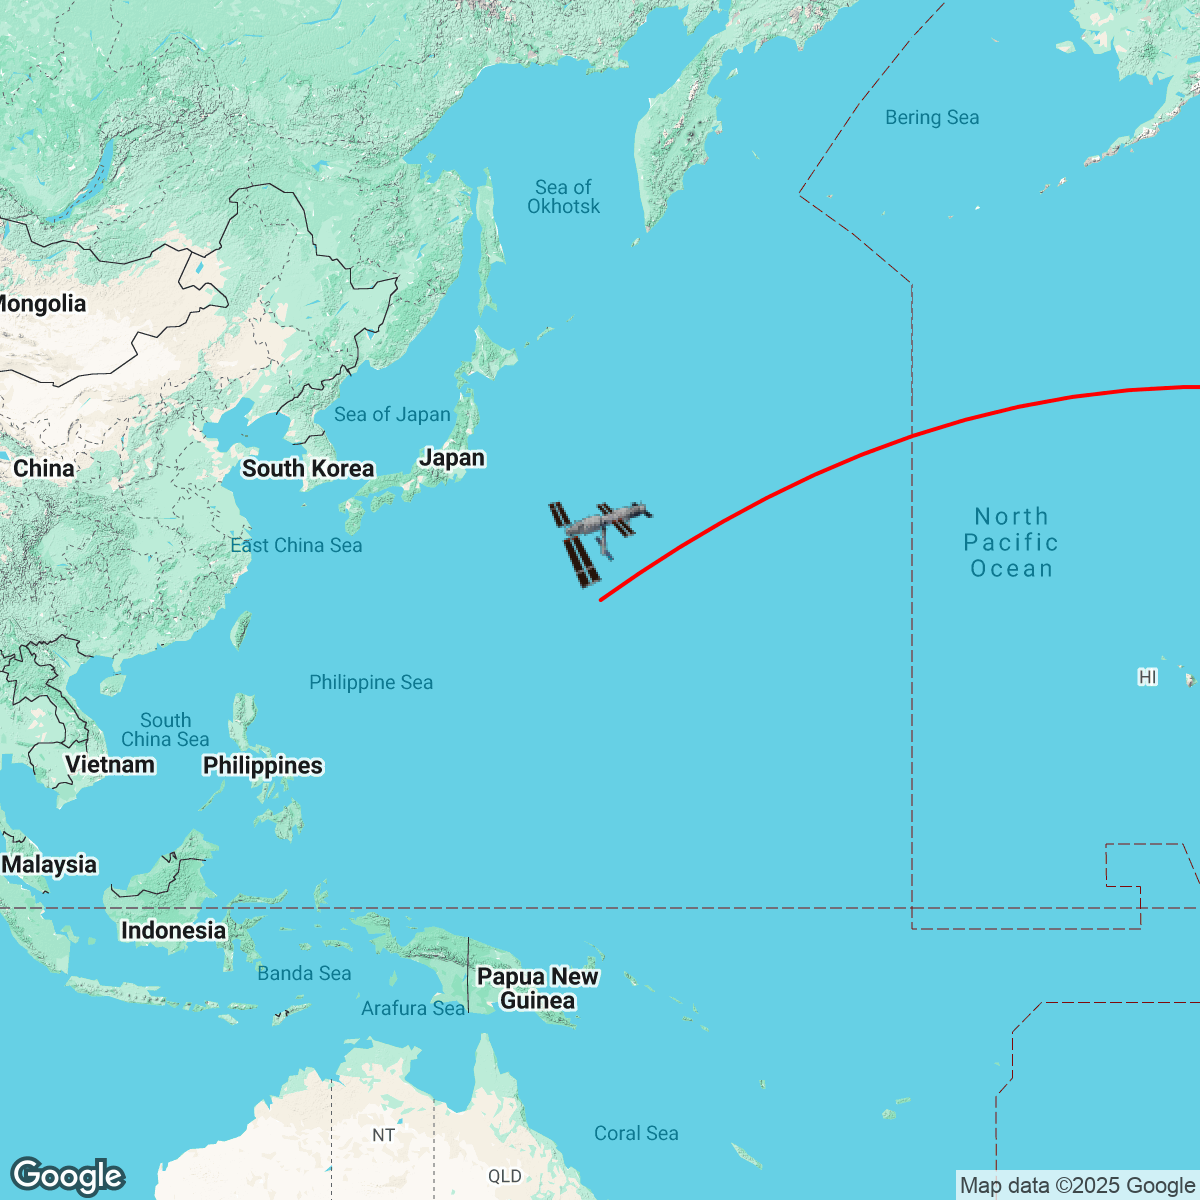 Bering Sea
Sea of
Okhotsk
Mongolia
Sea of Japan
Japan
China
South Korea
North
Pacific
Ocean
East China Sea
HI
Philippine Sea
South
China Sea
Vietnam
Philippines
Malaysia
Indonesia
Banda Sea
Papua New
Guinea
Arafura Sea
NT
Coral Sea
QLD
Google
Map data ©2025 Google